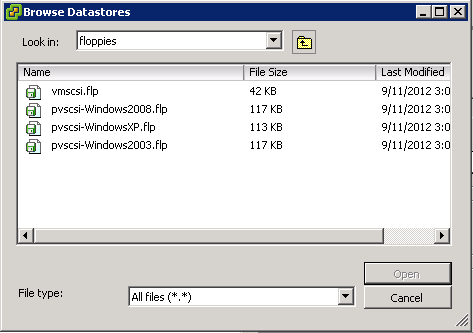 Browse Datastores
Look in: floppies
Name File Size Last Modified
vmscsi.flp 42 KB 9/11/2012 3:0
pvscsi-Windows2008.flp 117 KB 9/11/2012 3:0
pvscsi-WindowsXP.flp 113 KB 9/11/2012 3:0
pvscsi-Windows2003.flp 117 KB 9/11/2012 3:0
Open
File type: All files (*.*)
Cancel